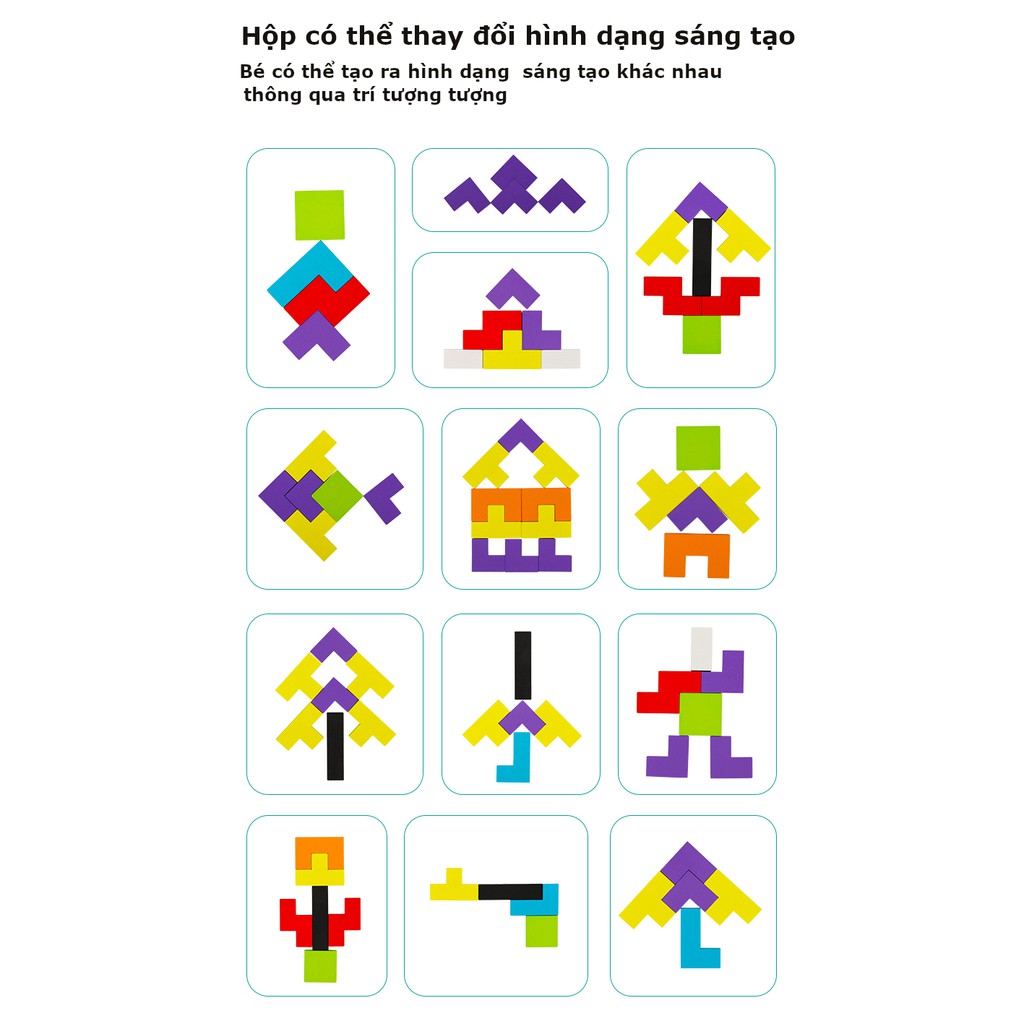 Hộp có thể thay đổi hình dạng sáng tạo
Bé có thể tạo ra hình dạng sáng tạo khác nhau
thông qua trí tượng tượng